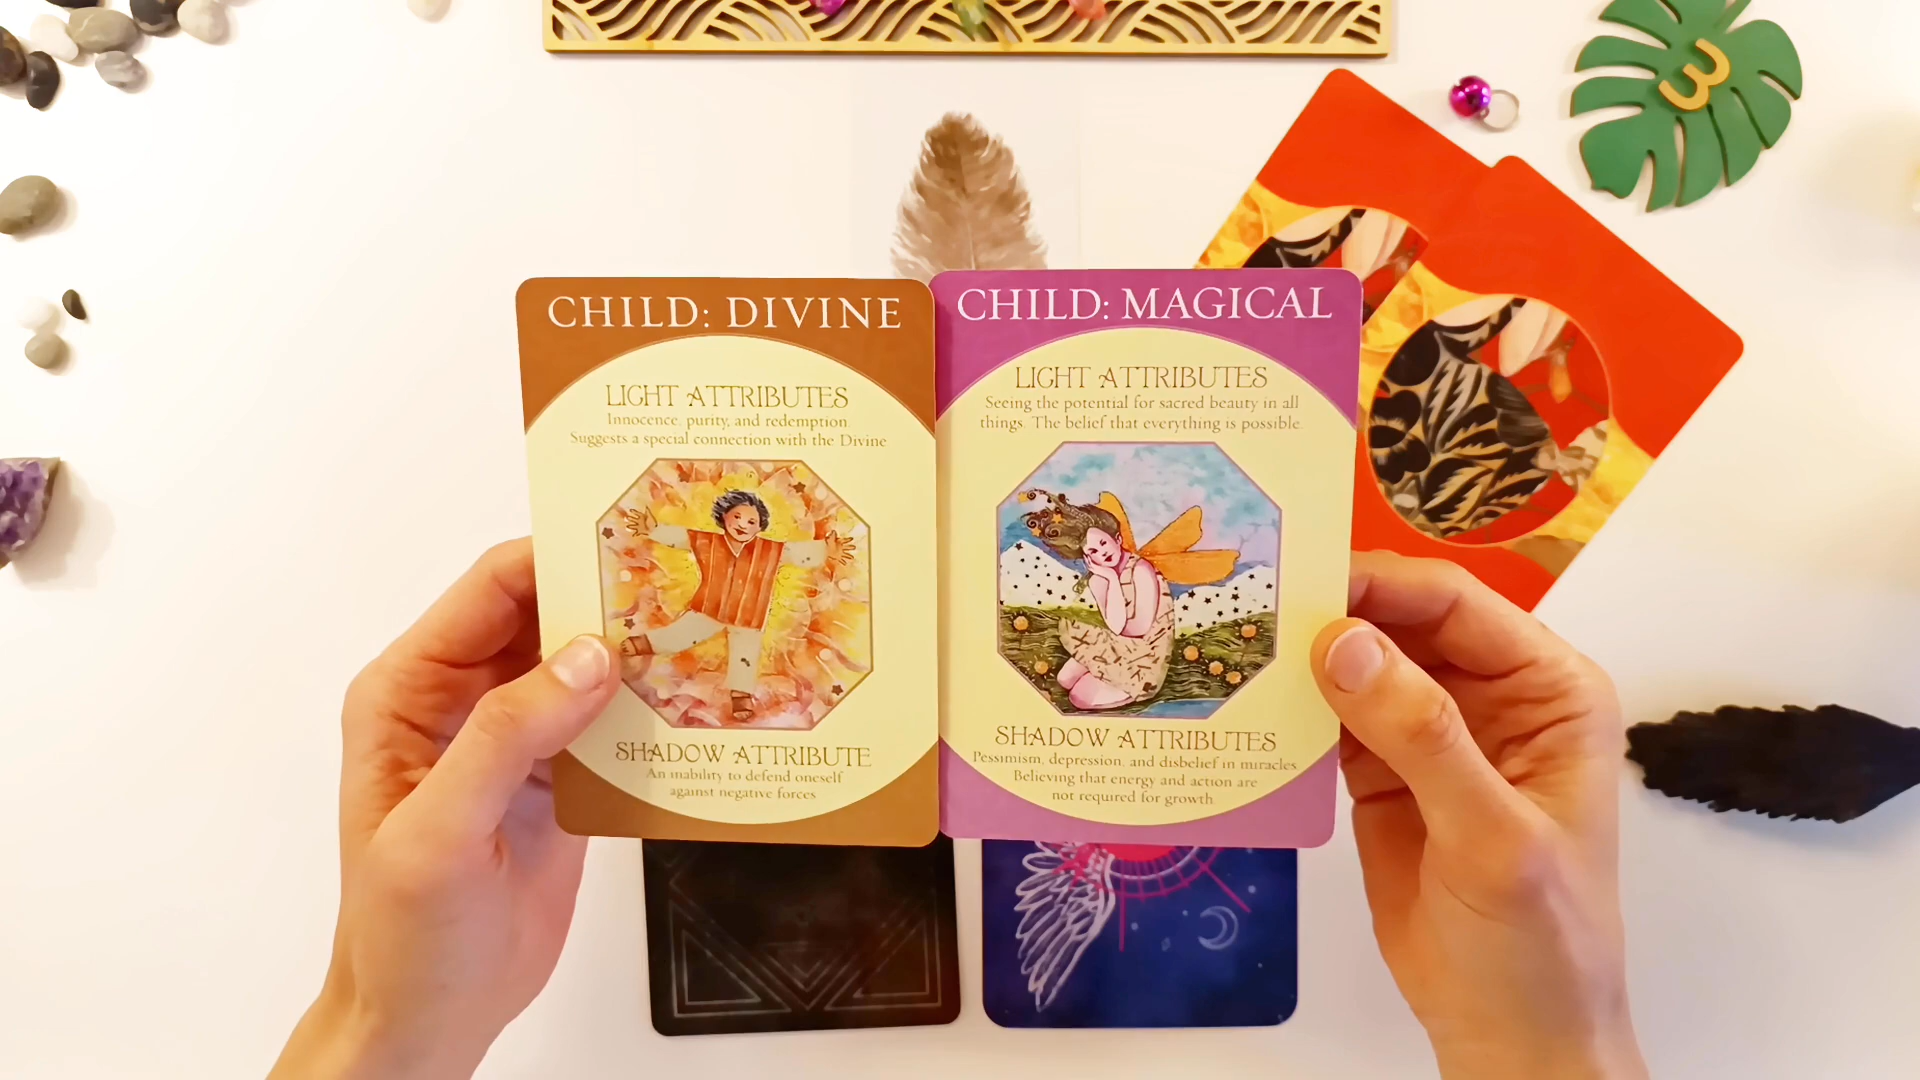 3
CHILD: DIVINE
LIGHT ATTRIBUTES
Innocence, purity, and redemption.
Suggests a special connection with the Divine
SHADOW ATTRIBUTE
An inability to defend oneself
against negative forces
CHILD: MAGICAL
LIGHT ATTRIBUTES
Seeing the potential for sacred beauty in all
things. The belief that everything is possible.
SHADOW ATTRIBUTES
Pessimism, depression, and disbelief in miracles.
Believing that energy and action are
not required for growth.